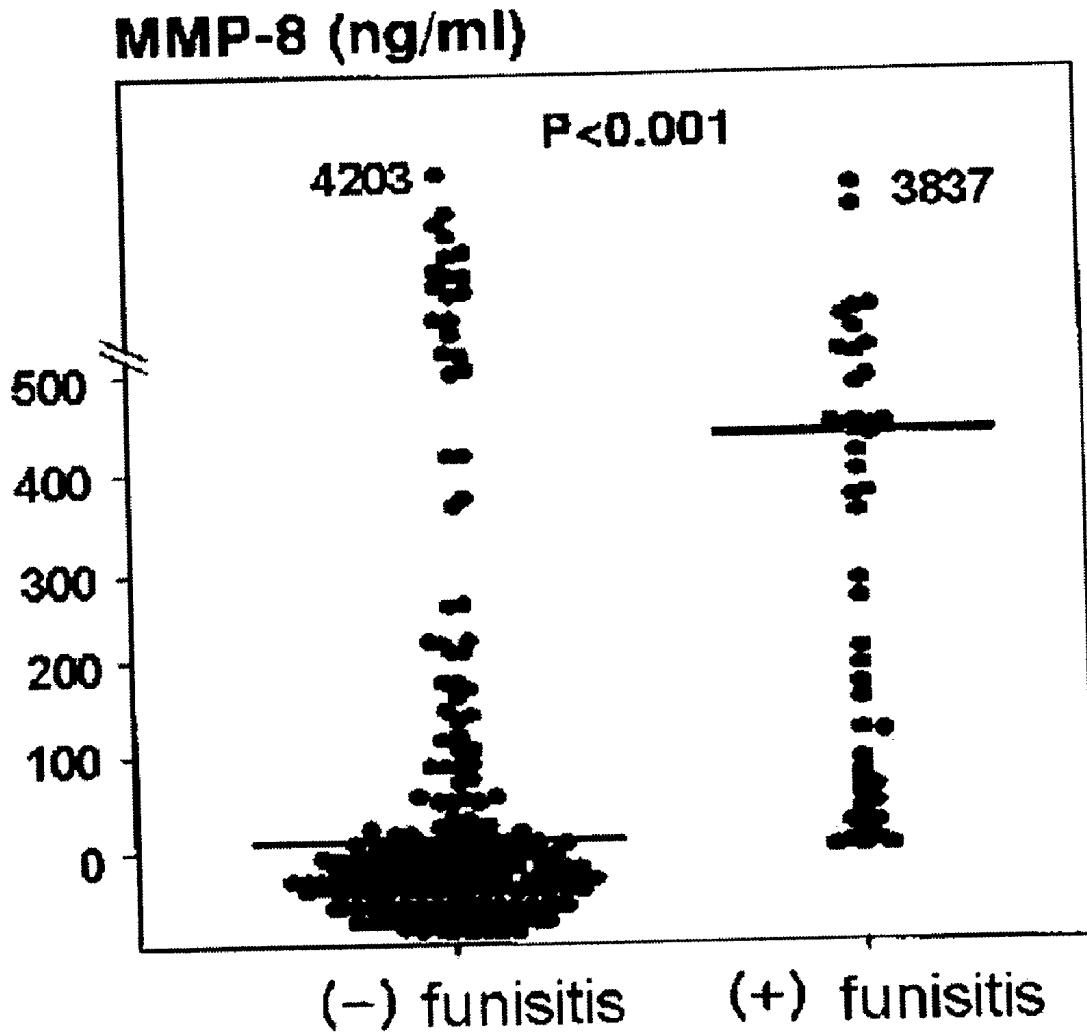 MMP-8 (ng/ml)
P<0.001
4203
3837
500
400
300
200
100
0
(−) funisitis
(+) funisitis